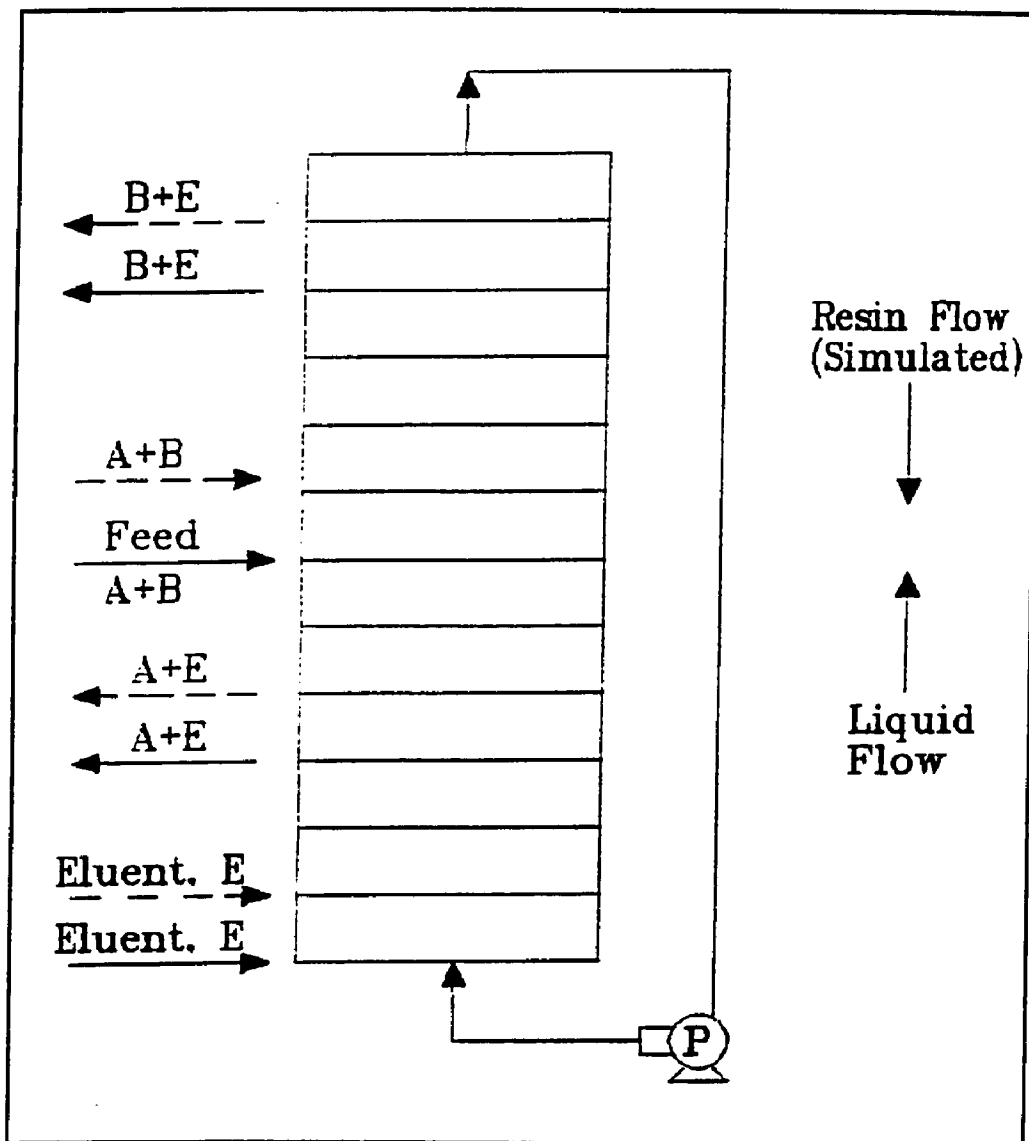 B+E
B+E
A+B
Feed
A+B
A+E
A+E
Eluent. E
Eluent. E
Resin Flow
(Simulated)
Liquid
Flow
P